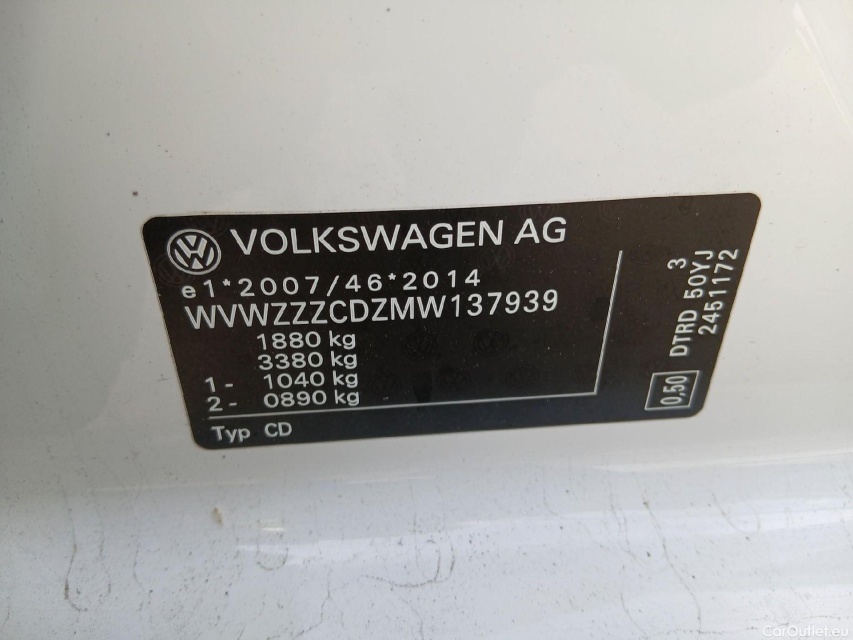 VOLKSWAGEN AG
e1*2007/46*2014
WVWZZZCDZMW137939
1880 kg
3380 kg
1- 1040 kg
2- 0890 kg
Typ CD
3
DTRD 50YJ
2451172
0,50
CarOutlet.eu